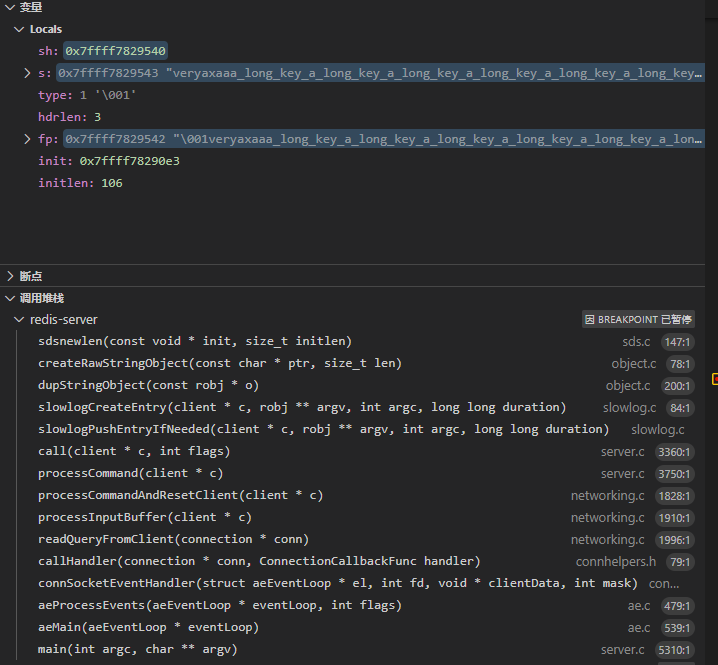 变量
Locals
sh: 0x7ffff7829540
s: 0x7ffff7829543 "veryaxaaa_long_key_a_long_key_a_long_key_a_long_key_a_long_key_a_long_key…
type: 1 '\001'
hdrlen: 3
fp: 0x7ffff7829542 "\001veryaxaaa_long_key_a_long_key_a_long_key_a_long_key_a_long_key_a_lon…
init: 0x7ffff78290e3
initlen: 106
断点
调用堆栈
redis-server 因 BREAKPOINT 已暂停
sdsnewlen(const void * init, size_t initlen) sds.c 147:1
createRawStringObject(const char * ptr, size_t len) object.c 78:1
dupStringObject(const robj * o) object.c 200:1
slowlogCreateEntry(client * c, robj ** argv, int argc, long long duration) slowlog.c 84:1
slowlogPushEntryIfNeeded(client * c, robj ** argv, int argc, long long duration) slowlog.c
call(client * c, int flags) server.c 3360:1
processCommand(client * c) server.c 3750:1
processCommandAndResetClient(client * c) networking.c 1828:1
processInputBuffer(client * c) networking.c 1910:1
readQueryFromClient(connection * conn) networking.c 1996:1
callHandler(connection * conn, ConnectionCallbackFunc handler) connhelpers.h 79:1
connSocketEventHandler(struct aeEventLoop * el, int fd, void * clientData, int mask) con...
aeProcessEvents(aeEventLoop * eventLoop, int flags) ae.c 479:1
aeMain(aeEventLoop * eventLoop) ae.c 539:1
main(int argc, char ** argv) server.c 5310:1